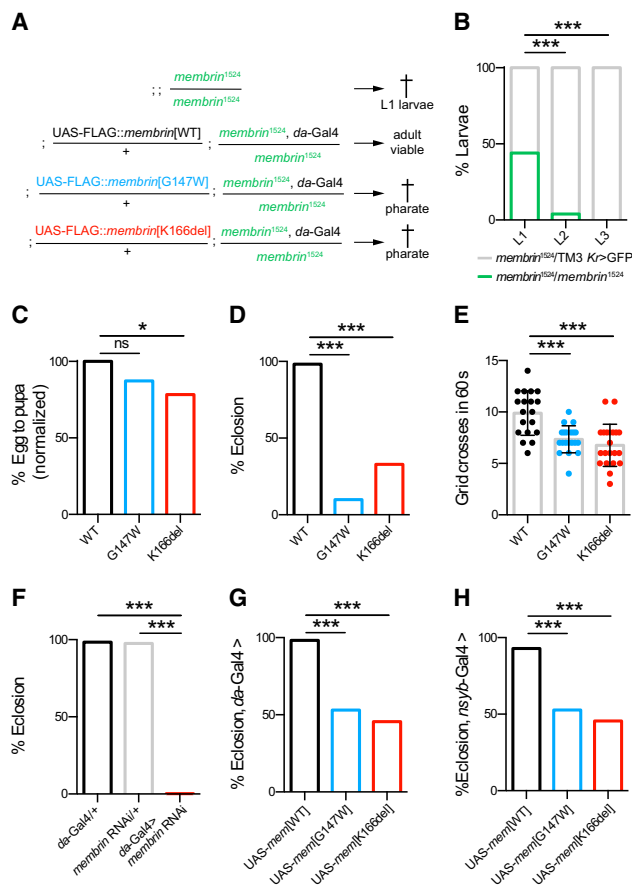 A
; ; membrin1524
membrin1524
†
L1 larvae
; UAS-FLAG::membrin[WT] ; membrin1524, da-Gal4
+ membrin1524
adult
viable
; UAS-FLAG::membrin[G147W] ; membrin1524, da-Gal4
+ membrin1524
†
pharate
; UAS-FLAG::membrin[K166del] ; membrin1524, da-Gal4
+ membrin1524
†
pharate
B
***
***
% Larvae
100
50
0
L1 L2 L3
membrin1524/TM3 Kr>GFP
membrin1524/membrin1524
C
*
ns
% Egg to pupa
(normalized)
100
50
0
WT G147W K166del
D
***
***
% Eclosion
100
50
0
WT G147W K166del
E
***
***
Grid crosses in 60 s
15
10
5
0
WT G147W K166del
F
***
***
% Eclosion
100
50
0
da-Gal4/+
membrin RNAi/+
da-Gal4>
membrin RNAi
G
***
***
% Eclosion, da-Gal4 >
100
50
0
UAS-mem[WT]
UAS-mem[G147W]
UAS-mem[K166del]
H
***
***
%Eclosion, nsyb-Gal4 >
100
50
0
UAS-mem[WT]
UAS-mem[G147W]
UAS-mem[K166del]